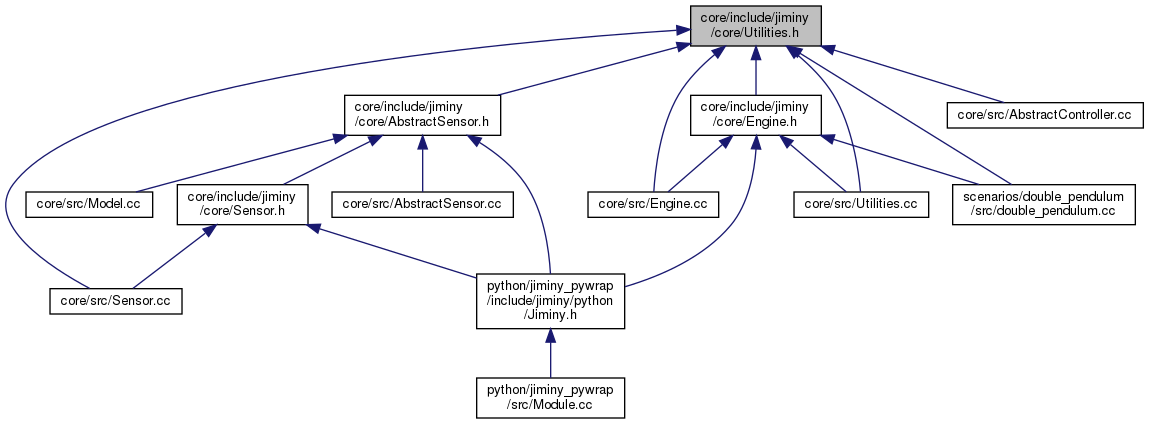 core/include/jiminy
/core/Utilities.h
core/include/jiminy
/core/AbstractSensor.h
core/include/jiminy
/core/Engine.h
core/src/AbstractController.cc
core/src/Model.cc
core/include/jiminy
/core/Sensor.h
core/src/AbstractSensor.cc
core/src/Engine.cc
core/src/Utilities.cc
scenarios/double_pendulum
/src/double_pendulum.cc
core/src/Sensor.cc
python/jiminy_pywrap
/include/jiminy/python
/Jiminy.h
python/jiminy_pywrap
/src/Module.cc